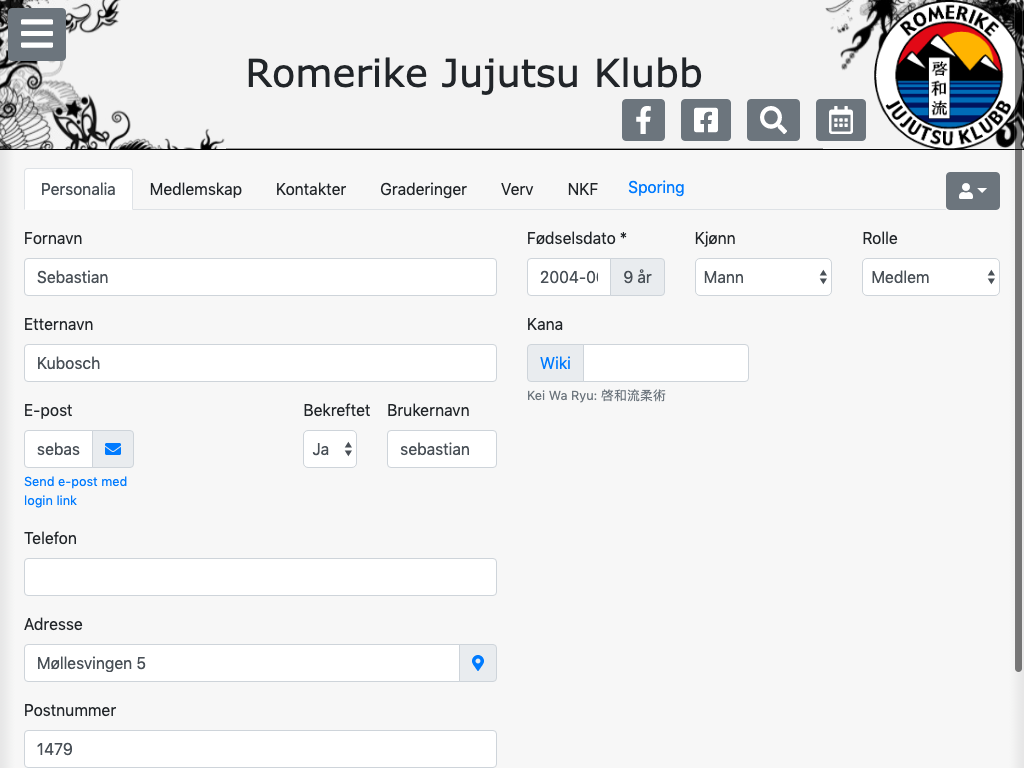 Romerike Jujutsu Klubb
ROMERIKE
啓和流
JUJUTSU KLUBB
Personalia Medlemskap Kontakter Graderinger Verv NKF Sporing
Fornavn
Sebastian
Fødselsdato * Kjønn Rolle
2004-0 9 år Mann Medlem
Etternavn
Kubosch
Kana
Wiki
Kei Wa Ryu: 啓和流柔術
E-post Bekreftet Brukernavn
sebas Ja sebastian
Send e-post med
login link
Telefon
Adresse
Møllesvingen 5
Postnummer
1479